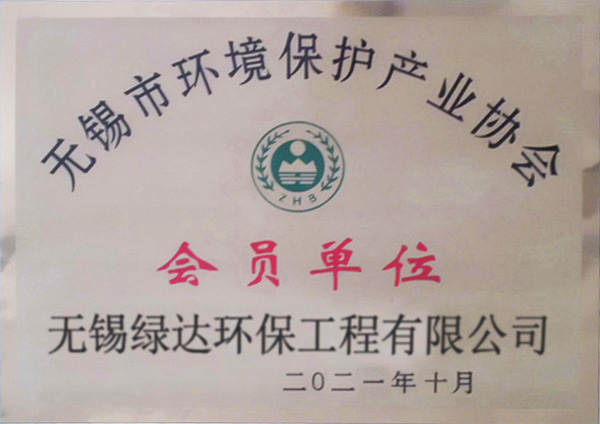 无锡市环境保护产业协会
ZHB
会员单位
无锡绿达环保工程有限公司
二0二一年十月